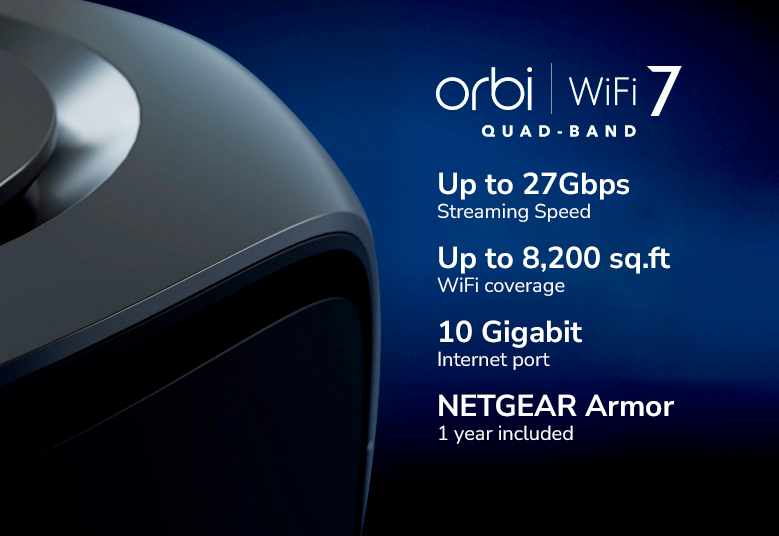 orbi | WiFi 7
QUAD-BAND
Up to 27Gbps
Streaming Speed
Up to 8,200 sq.ft
WiFi coverage
10 Gigabit
Internet port
NETGEAR Armor
1 year included